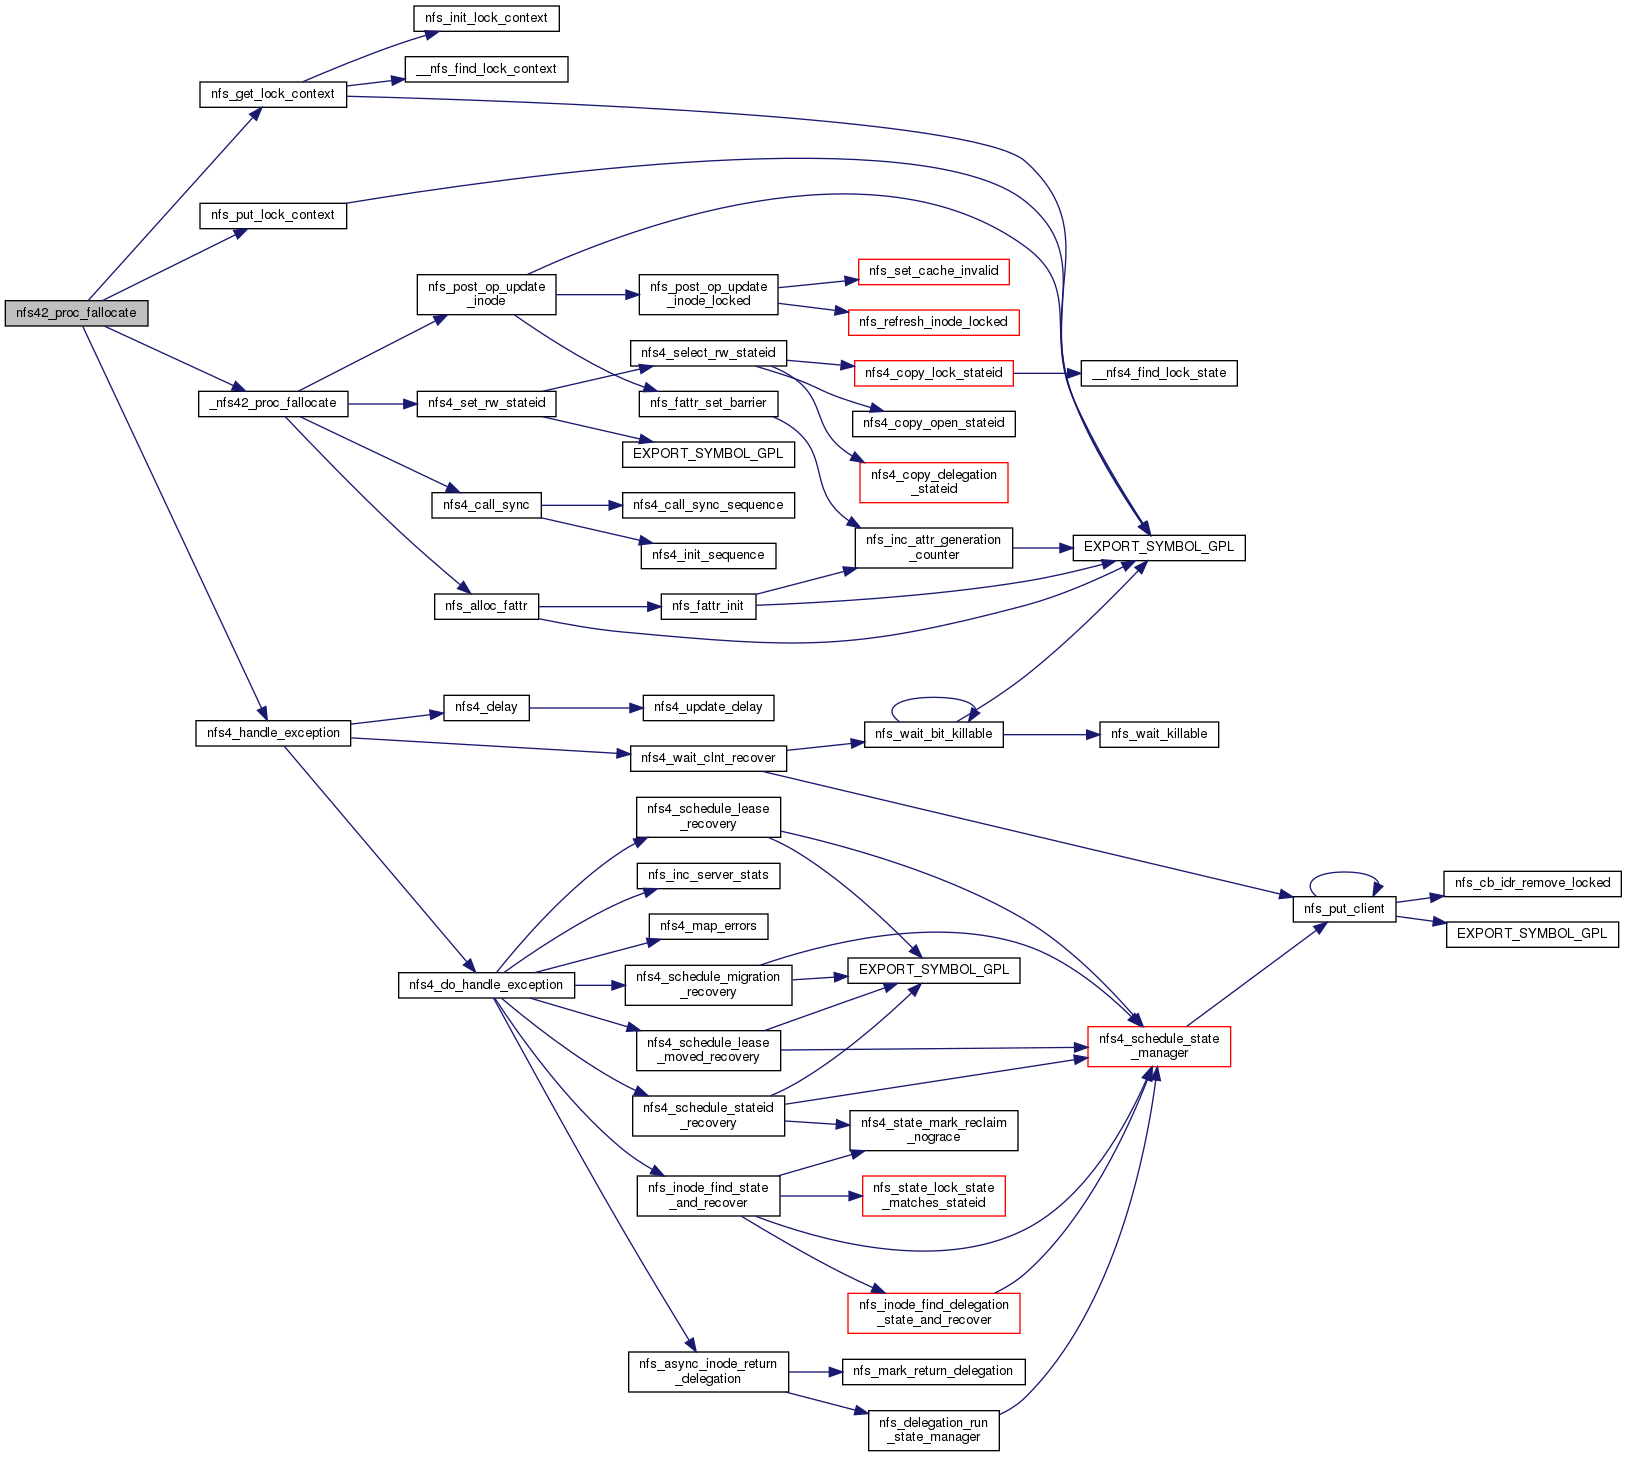 nfs_init_lock_context
__nfs_find_lock_context
nfs_get_lock_context
nfs_put_lock_context
nfs42_proc_fallocate
nfs_post_op_update
_inode
nfs_post_op_update
_inode_locked
nfs_set_cache_invalid
nfs_refresh_inode_locked
nfs4_select_rw_stateid
nfs4_copy_lock_stateid
__nfs4_find_lock_state
_nfs42_proc_fallocate
nfs4_set_rw_stateid
nfs_fattr_set_barrier
nfs4_copy_open_stateid
EXPORT_SYMBOL_GPL
nfs4_copy_delegation
_stateid
nfs4_call_sync
nfs4_call_sync_sequence
nfs4_init_sequence
nfs_inc_attr_generation
_counter
EXPORT_SYMBOL_GPL
nfs_alloc_fattr
nfs_fattr_init
nfs4_delay
nfs4_update_delay
nfs4_handle_exception
nfs4_wait_clnt_recover
nfs_wait_bit_killable
nfs_wait_killable
nfs4_schedule_lease
_recovery
nfs_inc_server_stats
nfs_cb_idr_remove_locked
nfs_put_client
EXPORT_SYMBOL_GPL
nfs4_map_errors
nfs4_do_handle_exception
nfs4_schedule_migration
_recovery
EXPORT_SYMBOL_GPL
nfs4_schedule_lease
_moved_recovery
nfs4_schedule_state
_manager
nfs4_schedule_stateid
_recovery
nfs4_state_mark_reclaim
_nograce
nfs_inode_find_state
_and_recover
nfs_state_lock_state
_matches_stateid
nfs_inode_find_delegation
_state_and_recover
nfs_async_inode_return
_delegation
nfs_mark_return_delegation
nfs_delegation_run
_state_manager